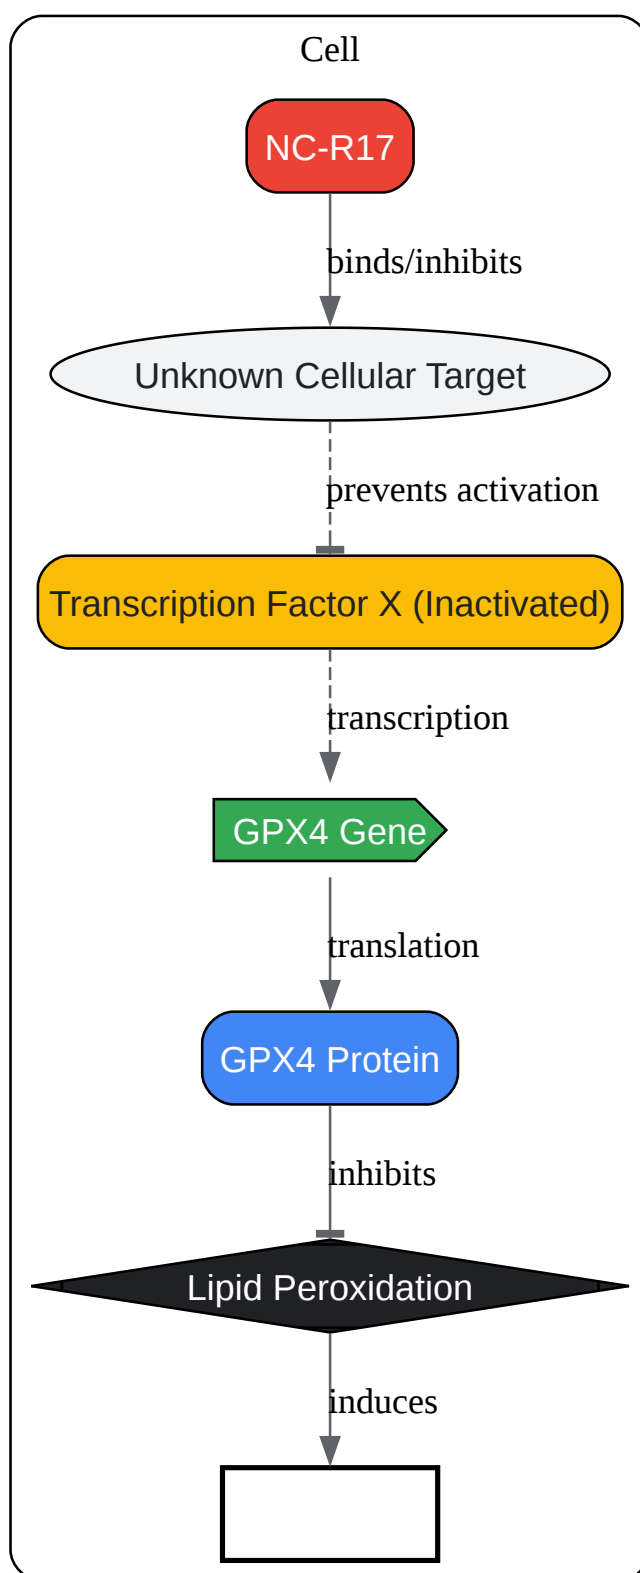 Cell
NC-R17
binds/inhibits
Unknown Cellular Target
prevents activation
Transcription Factor X (Inactivated)
transcription
GPX4 Gene
translation
GPX4 Protein
inhibits
Lipid Peroxidation
induces